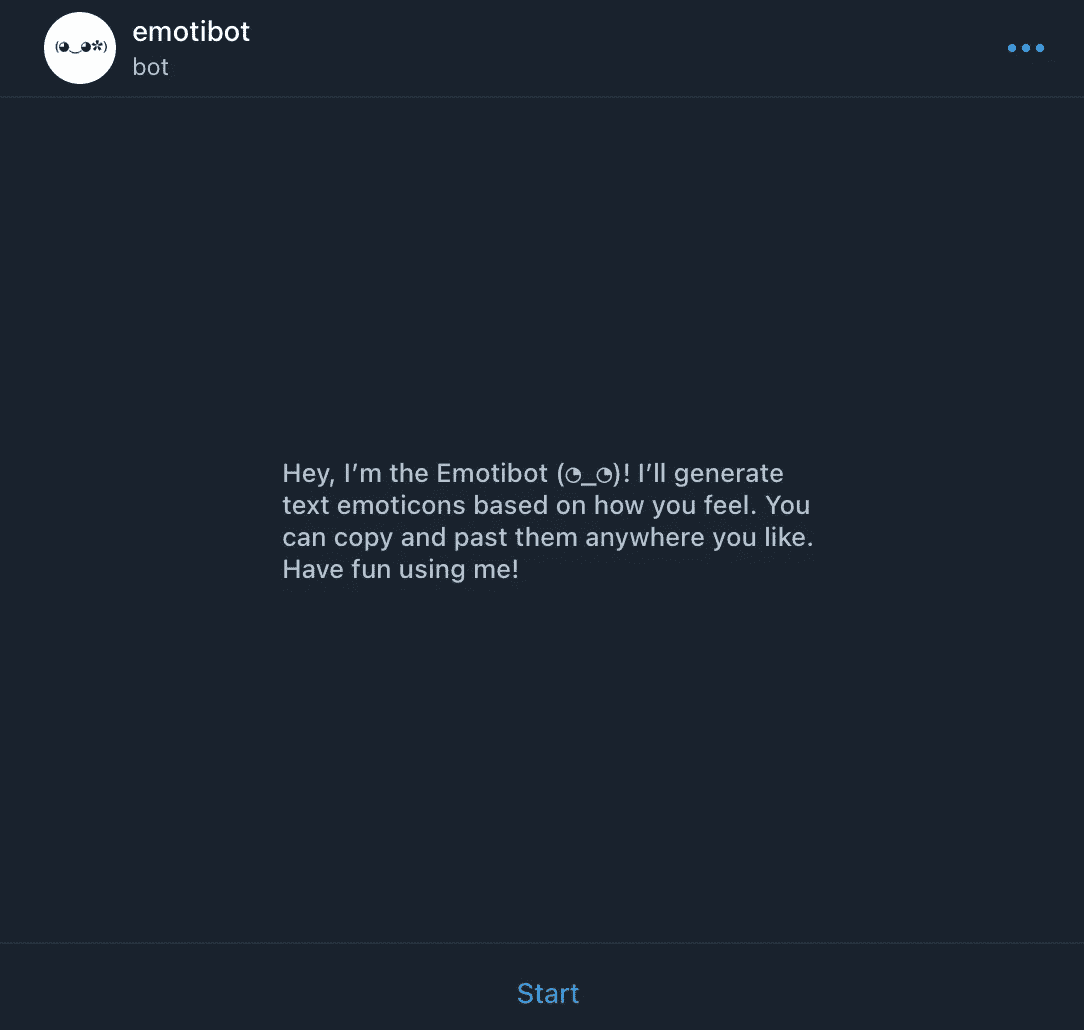 (◕‿◕✲)
emotibot
bot
Hey, I’m the Emotibot (◔_◔)! I’ll generate
text emoticons based on how you feel. You
can copy and past them anywhere you like.
Have fun using me!
Start